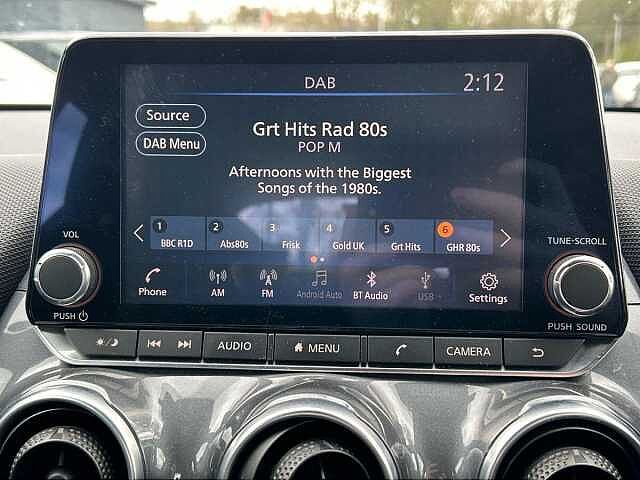 DAB
2:12
Source
DAB Menu
Grt Hits Rad 80s
POP M
Afternoons with the Biggest
Songs of the 1980s.
1 BBC R1D
2 Abs80s
3 Frisk
4 Gold UK
5 Grt Hits
6 GHR 80s
Phone
AM
FM
Android Auto
BT Audio
USB
Settings
VOL
PUSH
TUNE·SCROLL
PUSH SOUND
AUDIO
MENU
CAMERA